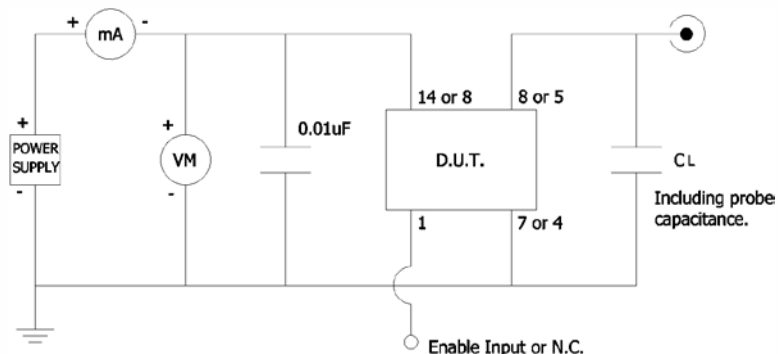 + mA -
14 or 8
8 or 5
+
POWER
SUPPLY
-
+
VM
-
0.01uF
D.U.T.
CL
Including probes
capacitance.
1
7 or 4
Enable Input or N.C.